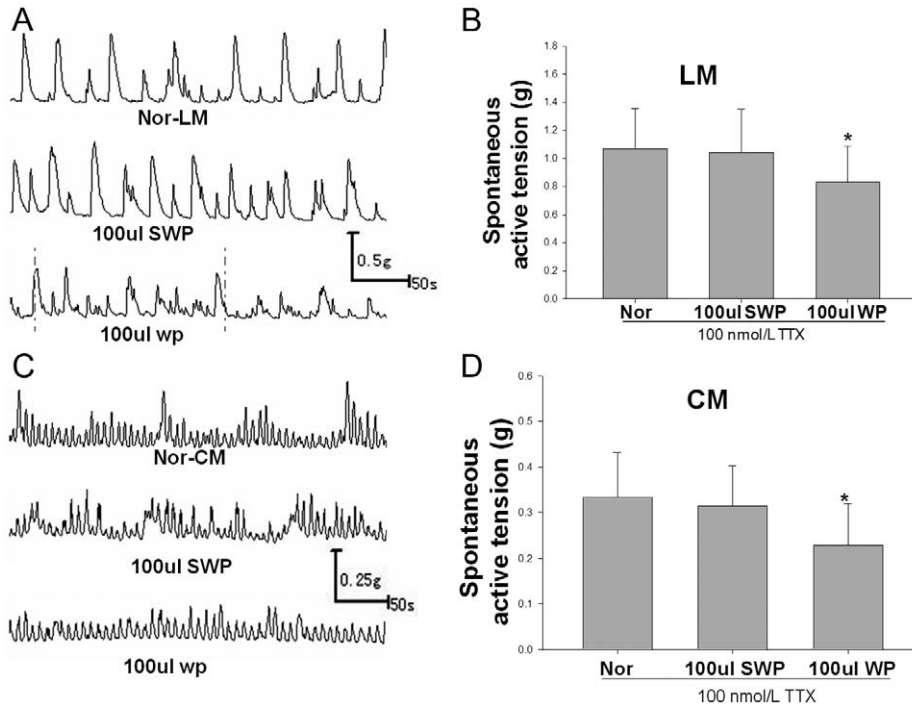 A
Nor-LM
100ul SWP
0.5g
50s
100ul wp
B
LM
Spontaneous
active tension (g)
1.8
1.6
1.4
1.2
1.0
0.8
0.6
0.4
0.2
0.0
*
Nor
100ul SWP
100ul WP
100 nmol/L TTX
C
Nor-CM
100ul SWP
0.25g
50s
100ul wp
D
CM
Spontaneous
active tension (g)
0.6
0.5
0.4
0.3
0.2
0.1
0.0
*
Nor
100ul SWP
100ul WP
100 nmol/L TTX